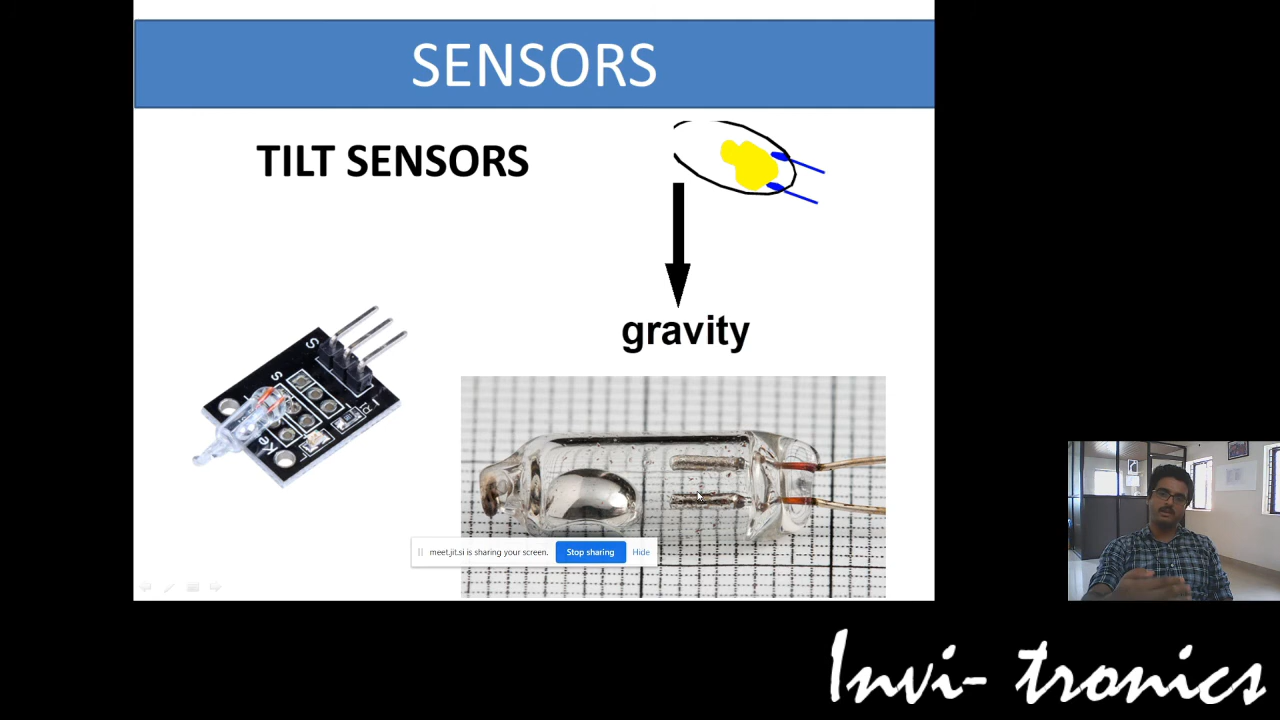 SENSORS
TILT SENSORS
gravity
S
S
meet.jit.si is sharing your screen. Stop sharing Hide
Invi- tronics